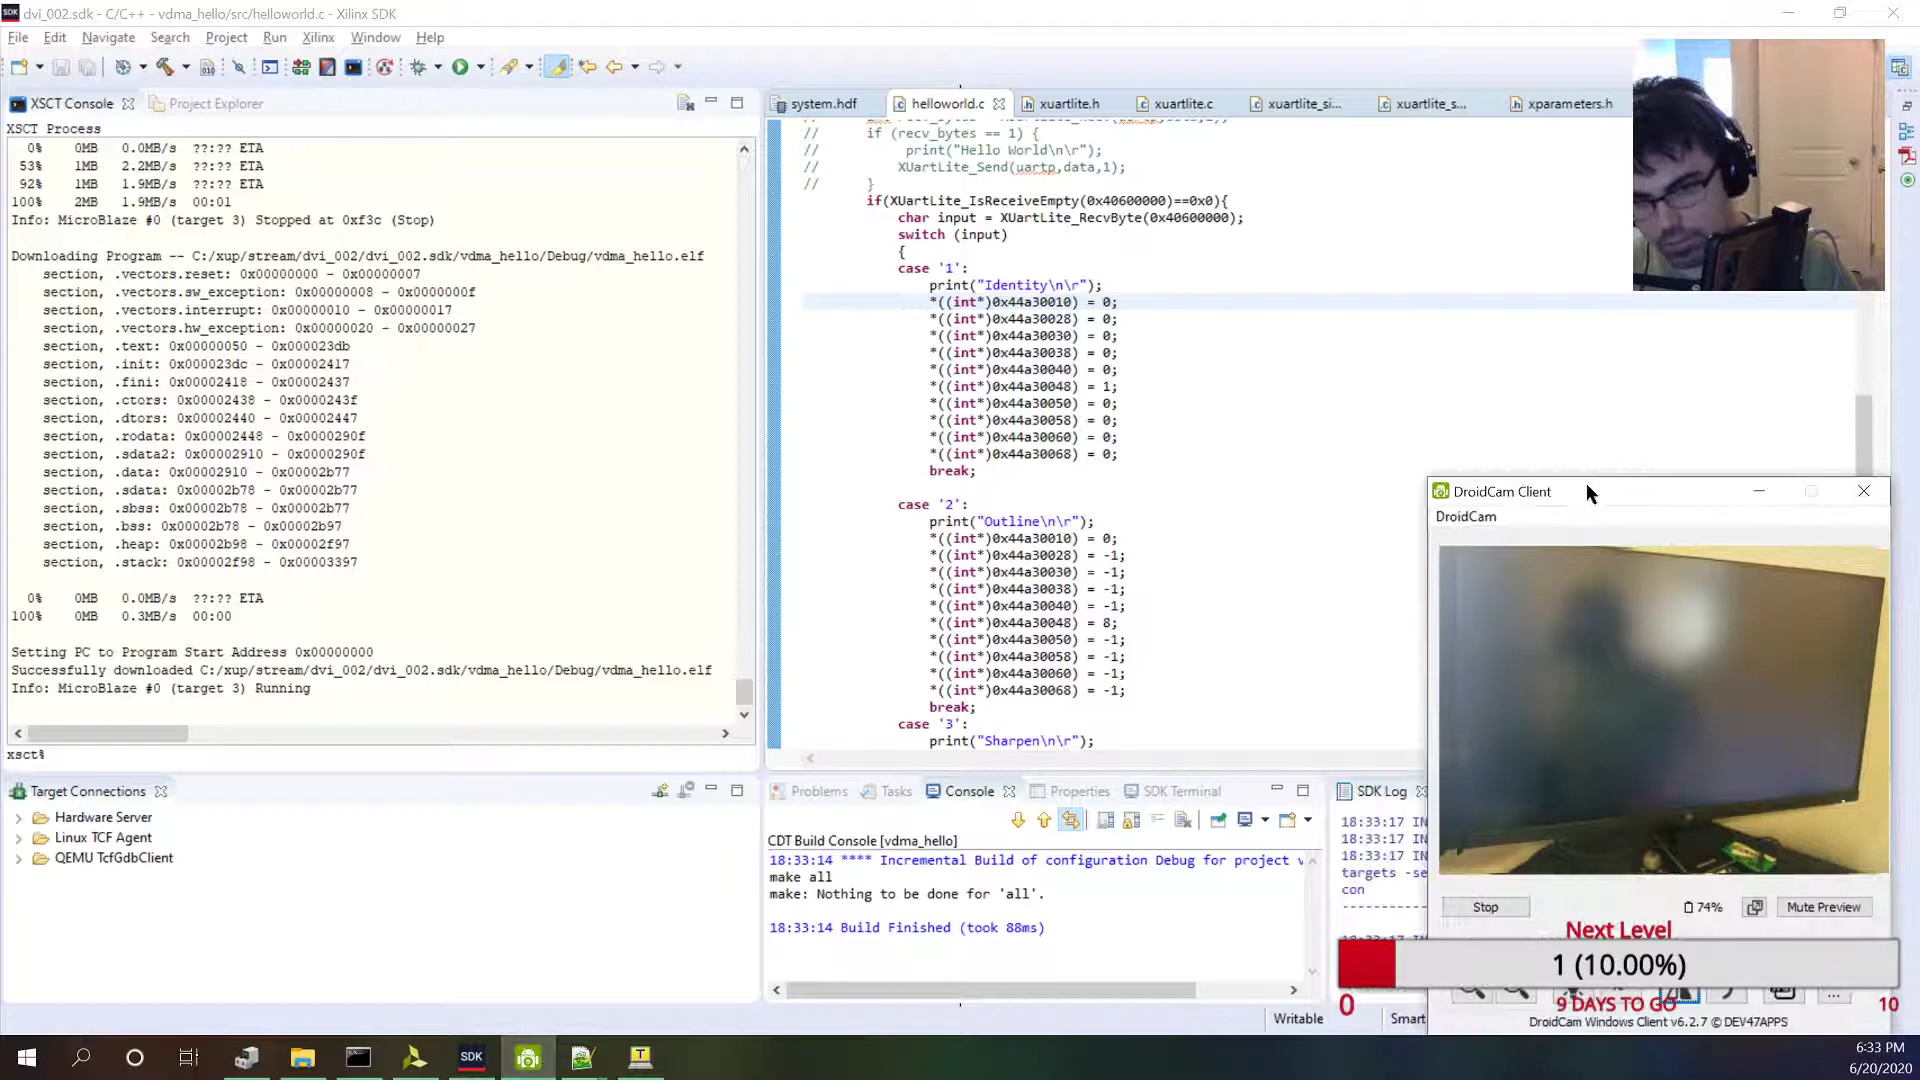 dvi_002.sdk - C/C++ - vdma_hello/src/helloworld.c - Xilinx SDK
File Edit Navigate Search Project Run Xilinx Window Help
XSCT Console
Project Explorer
XSCT Process
0% 0MB 0.0MB/s ??:?? ETA
53% 1MB 2.2MB/s ??:?? ETA
92% 1MB 1.9MB/s ??:?? ETA
100% 2MB 1.9MB/s 00:01
Info: MicroBlaze #0 (target 3) Stopped at 0xf3c (Stop)
Downloading Program -- C:/xup/stream/dvi_002/dvi_002.sdk/vdma_hello/Debug/vdma_hello.elf
section, .vectors.reset: 0x00000000 - 0x00000007
section, .vectors.sw_exception: 0x00000008 - 0x0000000f
section, .vectors.interrupt: 0x00000010 - 0x00000017
section, .vectors.hw_exception: 0x00000020 - 0x00000027
section, .text: 0x00000050 - 0x000023db
section, .init: 0x000023dc - 0x00002417
section, .fini: 0x00002418 - 0x00002437
section, .ctors: 0x00002438 - 0x0000243f
section, .dtors: 0x00002440 - 0x00002447
section, .rodata: 0x00002448 - 0x0000290f
section, .sdata2: 0x00002910 - 0x0000290f
section, .data: 0x00002910 - 0x00002b77
section, .sdata: 0x00002b78 - 0x00002b77
section, .sbss: 0x00002b78 - 0x00002b77
section, .bss: 0x00002b78 - 0x00002b97
section, .heap: 0x00002b98 - 0x00002f97
section, .stack: 0x00002f98 - 0x00003397
0% 0MB 0.0MB/s ??:?? ETA
100% 0MB 0.3MB/s 00:00
Setting PC to Program Start Address 0x00000000
Successfully downloaded C:/xup/stream/dvi_002/dvi_002.sdk/vdma_hello/Debug/vdma_hello.elf
Info: MicroBlaze #0 (target 3) Running
xsct%
system.hdf helloworld.c xuartlite.h xuartlite.c xuartlite_si... xuartlite_s... xparameters.h
// if (recv_bytes == 1) {
// print("Hello World\n\r");
// XUartLite_Send(uartp,data,1);
// }
if(XUartLite_IsReceiveEmpty(0x40600000)==0x0){
char input = XUartLite_RecvByte(0x40600000);
switch (input)
{
case '1':
print("Identity\n\r");
*((int*)0x44a30010) = 0;
*((int*)0x44a30028) = 0;
*((int*)0x44a30030) = 0;
*((int*)0x44a30038) = 0;
*((int*)0x44a30040) = 0;
*((int*)0x44a30048) = 1;
*((int*)0x44a30050) = 0;
*((int*)0x44a30058) = 0;
*((int*)0x44a30060) = 0;
*((int*)0x44a30068) = 0;
break;
case '2':
print("Outline\n\r");
*((int*)0x44a30010) = 0;
*((int*)0x44a30028) = -1;
*((int*)0x44a30030) = -1;
*((int*)0x44a30038) = -1;
*((int*)0x44a30040) = -1;
*((int*)0x44a30048) = 8;
*((int*)0x44a30050) = -1;
*((int*)0x44a30058) = -1;
*((int*)0x44a30060) = -1;
*((int*)0x44a30068) = -1;
break;
case '3':
print("Sharpen\n\r");
DroidCam Client
DroidCam
Stop
74%
Mute Preview
Next Level
1 (10.00%)
0
9 DAYS TO GO
10
DroidCam Windows Client v6.2.7 © DEV47APPS
Target Connections
Hardware Server
Linux TCF Agent
QEMU TcfGdbClient
Problems Tasks Console Properties SDK Terminal
CDT Build Console [vdma_hello]
18:33:14 **** Incremental Build of configuration Debug for project v
make all
make: Nothing to be done for 'all'.
18:33:14 Build Finished (took 88ms)
SDK Log
18:33:17 IN
18:33:17 IN
18:33:17 IN
targets -se
con
----------
Writable
Smart
SDK
6:33 PM
6/20/2020